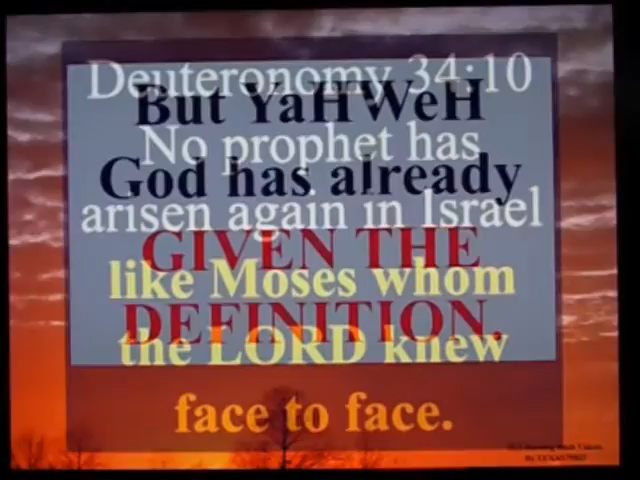 Deuteronomy 34:10
But YaHWeH
No prophet has
God has already
arisen again in Israel
GIVEN THE
like Moses whom
DEFINITION.
the LORD knew
face to face.